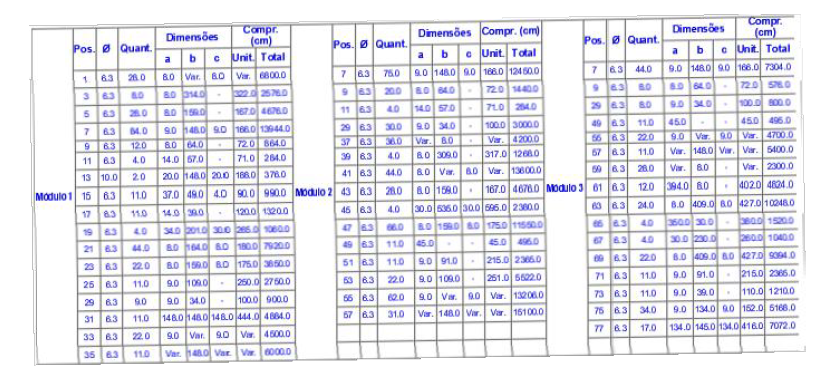 Pos. Ø Quant. Dimensões Compr. (cm)
a b c Unit. Total
Módulo 1
1 6.3 28.0 8.0 Var. 8.0 Var. 6800.0
3 6.3 8.0 8.0 314.0 - 322.0 2576.0
5 6.3 28.0 8.0 159.0 - 167.0 4676.0
7 6.3 84.0 9.0 148.0 9.0 166.0 13944.0
9 6.3 12.0 8.0 64.0 - 72.0 864.0
11 6.3 4.0 14.0 57.0 - 71.0 284.0
13 10.0 2.0 20.0 148.0 20.0 188.0 376.0
15 6.3 11.0 37.0 49.0 4.0 90.0 990.0
17 6.3 11.0 14.0 39.0 - 120.0 1320.0
19 6.3 4.0 34.0 201.0 30.0 265.0 1060.0
21 6.3 44.0 8.0 164.0 8.0 180.0 7920.0
23 6.3 22.0 8.0 159.0 8.0 175.0 3850.0
25 6.3 11.0 9.0 109.0 - 250.0 2750.0
29 6.3 9.0 9.0 34.0 - 100.0 900.0
31 6.3 11.0 148.0 148.0 148.0 444.0 4884.0
33 6.3 22.0 9.0 Var. 9.0 Var. 4500.0
35 6.3 11.0 Var. 148.0 Var. Var. 6000.0
Pos. Ø Quant. Dimensões Compr. (cm)
a b c Unit. Total
Módulo 2
7 6.3 75.0 9.0 148.0 9.0 166.0 12450.0
9 6.3 20.0 8.0 64.0 - 72.0 1440.0
11 6.3 4.0 14.0 57.0 - 71.0 284.0
29 6.3 30.0 9.0 34.0 - 100.0 3000.0
37 6.3 36.0 Var. 8.0 - Var. 4200.0
39 6.3 4.0 8.0 309.0 - 317.0 1268.0
41 6.3 44.0 8.0 Var. 8.0 Var. 13600.0
43 6.3 28.0 8.0 159.0 - 167.0 4676.0
45 6.3 4.0 30.0 535.0 30.0 595.0 2380.0
47 6.3 66.0 8.0 159.0 8.0 175.0 11550.0
49 6.3 11.0 45.0 - - 45.0 495.0
51 6.3 11.0 9.0 91.0 - 215.0 2365.0
53 6.3 22.0 9.0 109.0 - 251.0 5522.0
55 6.3 62.0 9.0 Var. 9.0 Var. 13206.0
57 6.3 31.0 Var. 148.0 Var. Var. 15100.0
Pos. Ø Quant. Dimensões Compr. (cm)
a b c Unit. Total
Módulo 3
7 6.3 44.0 9.0 148.0 9.0 166.0 7304.0
9 6.3 8.0 8.0 64.0 - 72.0 576.0
29 6.3 8.0 9.0 34.0 - 100.0 800.0
49 6.3 11.0 45.0 - - 45.0 495.0
55 6.3 22.0 9.0 Var. 9.0 Var. 4700.0
57 6.3 11.0 Var. 148.0 Var. Var. 5400.0
59 6.3 28.0 Var. 8.0 - Var. 2300.0
61 6.3 12.0 394.0 8.0 - 402.0 4824.0
63 6.3 24.0 8.0 409.0 8.0 427.0 10248.0
65 6.3 4.0 350.0 30.0 - 380.0 1520.0
67 6.3 4.0 30.0 230.0 - 260.0 1040.0
69 6.3 22.0 8.0 409.0 8.0 427.0 9394.0
71 6.3 11.0 9.0 91.0 - 215.0 2365.0
73 6.3 11.0 9.0 39.0 - 110.0 1210.0
75 6.3 34.0 9.0 134.0 9.0 152.0 5168.0
77 6.3 17.0 134.0 145.0 134.0 416.0 7072.0